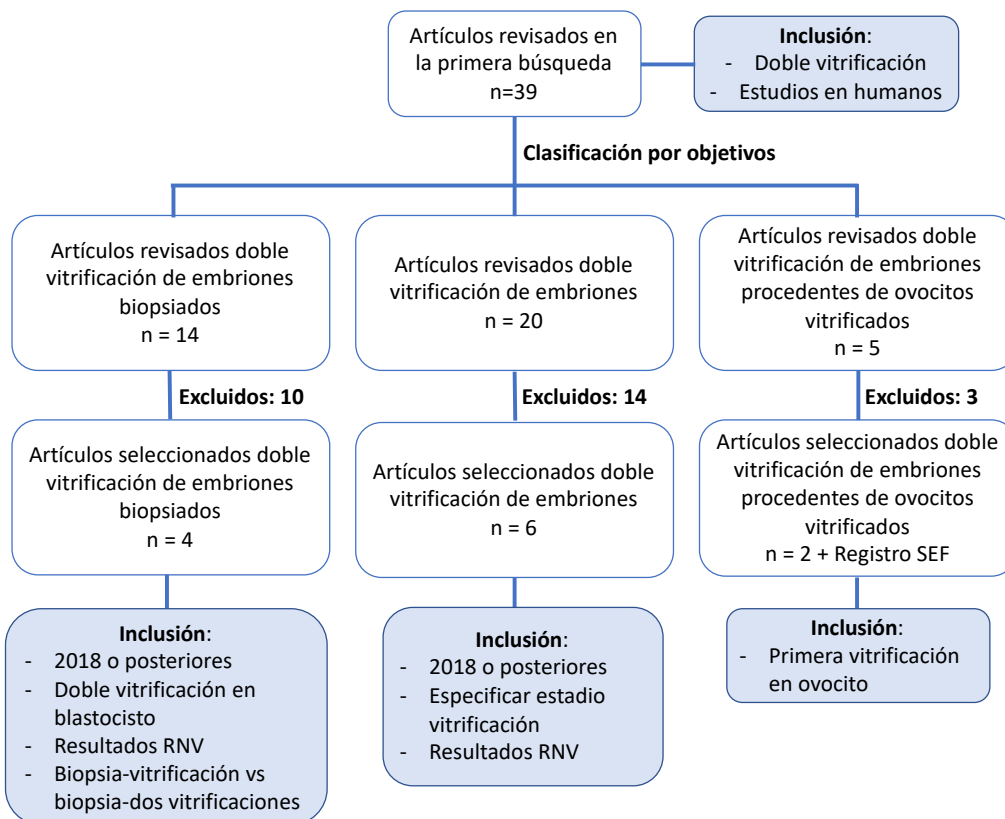 Artículos revisados en
la primera búsqueda
n=39
Inclusión:
- Doble vitrificación
- Estudios en humanos
Clasificación por objetivos
Artículos revisados doble
vitrificación de embriones
biopsiados
n = 14
Artículos revisados doble
vitrificación de embriones
n = 20
Artículos revisados doble
vitrificación de embriones
procedentes de ovocitos
vitrificados
n = 5
Excluidos: 10
Excluidos: 14
Excluidos: 3
Artículos seleccionados doble
vitrificación de embriones
biopsiados
n = 4
Artículos seleccionados doble
vitrificación de embriones
n = 6
Artículos seleccionados doble
vitrificación de embriones
procedentes de ovocitos
vitrificados
n = 2 + Registro SEF
Inclusión:
- 2018 o posteriores
- Doble vitrificación en
blastocisto
- Resultados RNV
- Biopsia-vitrificación vs
biopsia-dos vitrificaciones
Inclusión:
- 2018 o posteriores
- Especificar estadio
vitrificación
- Resultados RNV
Inclusión:
- Primera vitrificación
en ovocito